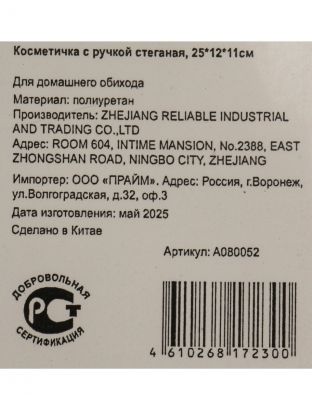 Косметичка с ручкой стеганая, 25*12*11см
Для домашнего обихода
Материал: полиуретан
Производитель: ZHEJIANG RELIABLE INDUSTRIAL
AND TRADING CO.,LTD
Адрес: ROOM 604, INTIME MANSION, No.2388, EAST
ZHONGSHAN ROAD, NINGBO CITY, ZHEJIANG
Импортер: ООО «ПРАЙМ». Адрес: Россия, г.Воронеж,
ул.Волгоградская, д.32, оф.3
Дата изготовления: май 2025
Сделано в Китае
Артикул: A080052
ДОБРОВОЛЬНАЯ
РСТ
СЕРТИФИКАЦИЯ
4 610268 172300